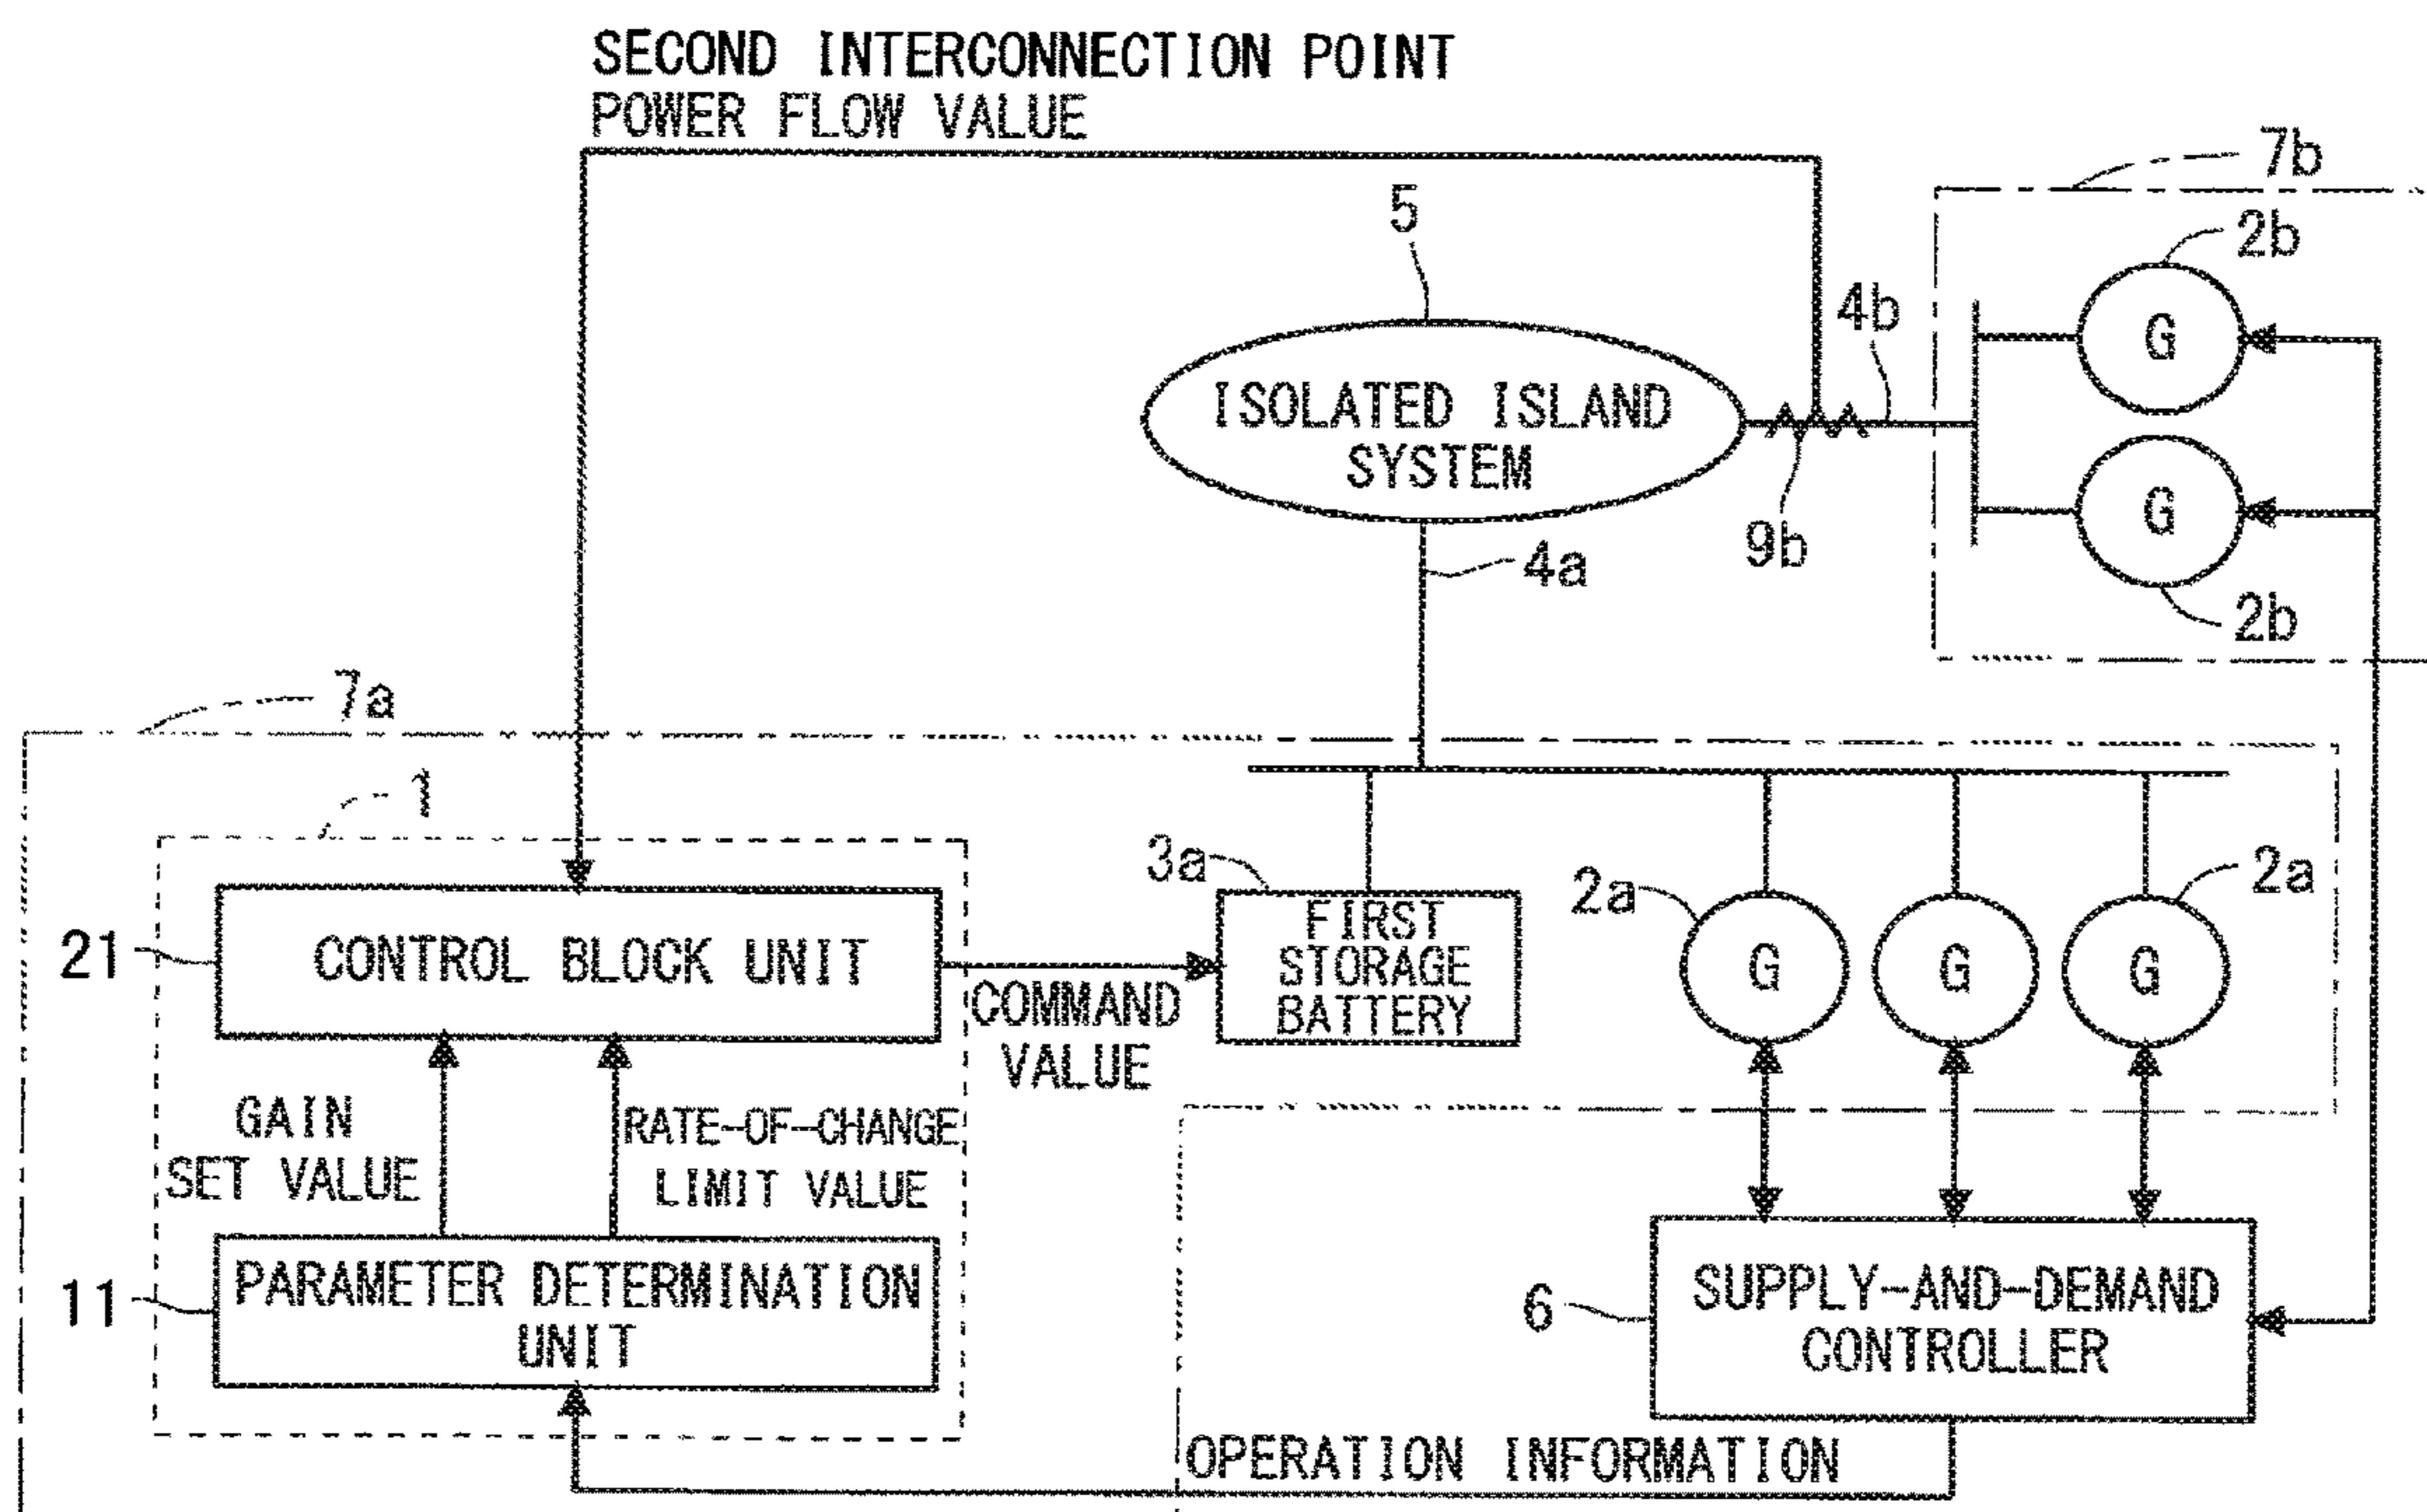 SECOND INTERCONNECTION POINT
POWER FLOW VALUE
7b
5
2b
4b
G
ISOLATED ISLAND
SYSTEM
G
9b
4a
2b
7a
1
3a
2a
2a
21
CONTROL BLOCK UNIT
FIRST
STORAGE
BATTERY
G
G
G
COMMAND
VALUE
GAIN
SET VALUE
RATE-OF-CHANGE
LIMIT VALUE
11
PARAMETER DETERMINATION
UNIT
6
SUPPLY-AND-DEMAND
CONTROLLER
OPERATION INFORMATION